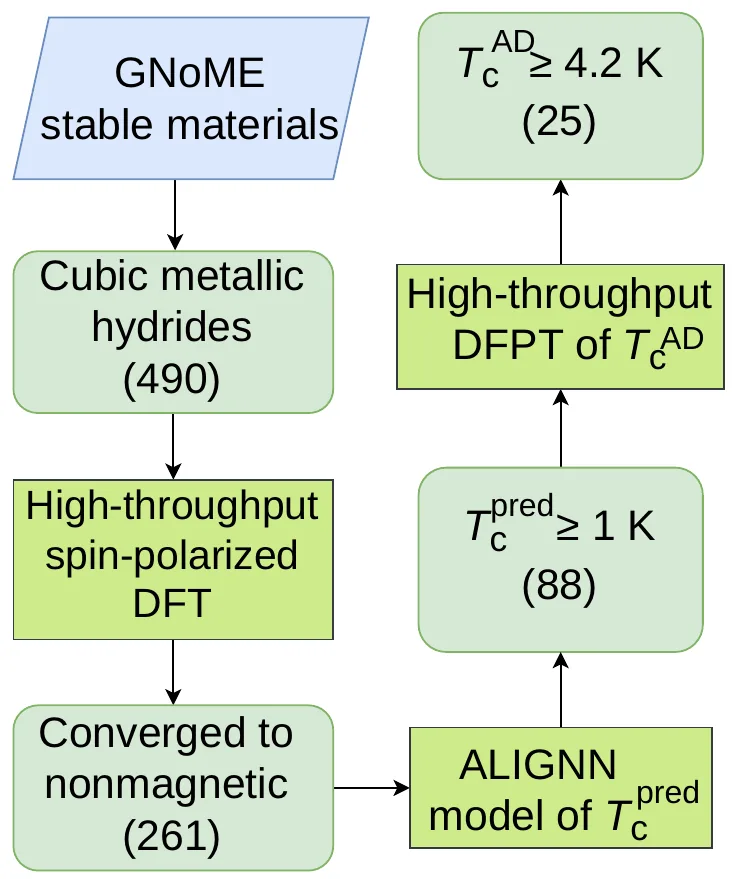 GNoME
stable materials
Cubic metallic
hydrides
(490)
High-throughput
spin-polarized
DFT
Converged to
nonmagnetic
(261)
ALIGNN
model of T_c^pred
T_c^pred ≥ 1 K
(88)
High-throughput
DFPT of T_c^AD
T_c^AD ≥ 4.2 K
(25)